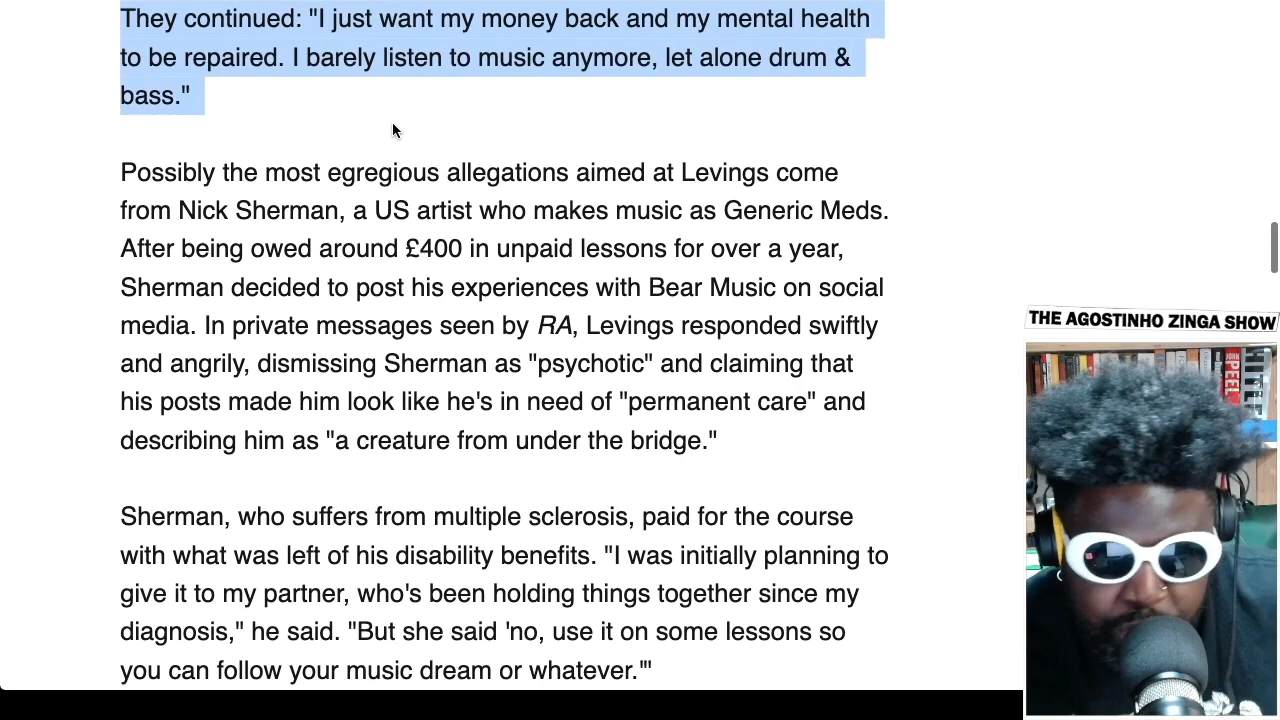 They continued: "I just want my money back and my mental health
to be repaired. I barely listen to music anymore, let alone drum &
bass."
Possibly the most egregious allegations aimed at Levings come
from Nick Sherman, a US artist who makes music as Generic Meds.
After being owed around £400 in unpaid lessons for over a year,
Sherman decided to post his experiences with Bear Music on social
media. In private messages seen by RA, Levings responded swiftly
and angrily, dismissing Sherman as "psychotic" and claiming that
his posts made him look like he's in need of "permanent care" and
describing him as "a creature from under the bridge."
Sherman, who suffers from multiple sclerosis, paid for the course
with what was left of his disability benefits. "I was initially planning to
give it to my partner, who's been holding things together since my
diagnosis," he said. "But she said 'no, use it on some lessons so
you can follow your music dream or whatever.'"
THE AGOSTINHO ZINGA SHOW